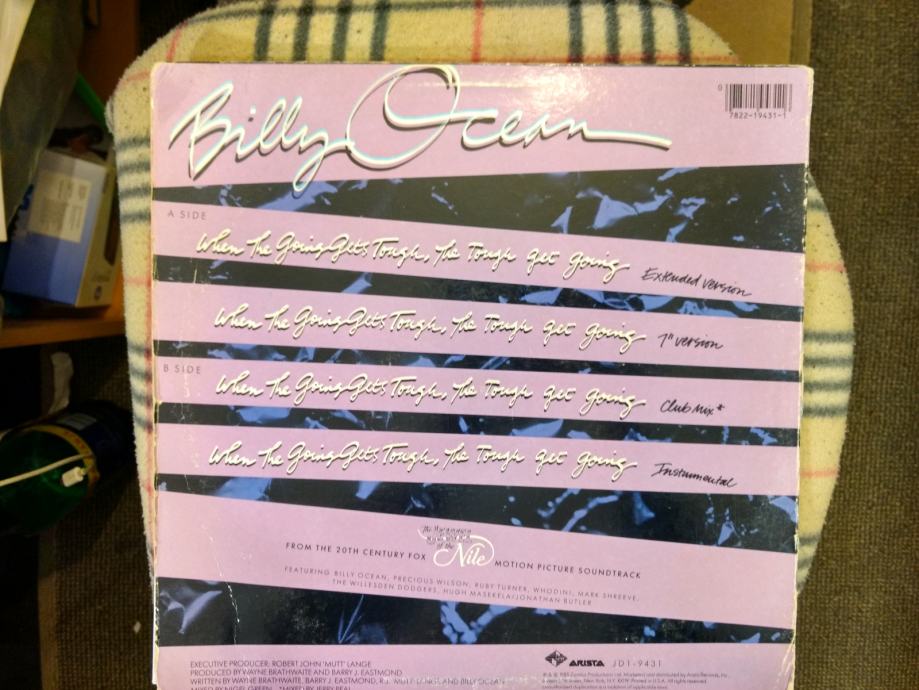 Billy Ocean
0 7822-19431-1
A SIDE
When The Going Gets Tough, The Tough get going Extended version
When The Going Gets Tough, The Tough get going 7" version
B SIDE
When The Going Gets Tough, The Tough get going Club mix*
When The Going Gets Tough, The Tough get going Instrumental
FROM THE 20TH CENTURY FOX of the Nile MOTION PICTURE SOUNDTRACK
FEATURING BILLY OCEAN, PRECIOUS WILSON, RUBY TURNER, WHODINI, MARK SHREEVE,
THE WILLESDEN DODGERS, HUGH MASEKELA/JONATHAN BUTLER
EXECUTIVE PRODUCER: ROBERT JOHN 'MUTT' LANGE
PRODUCED BY WAYNE BRATHWAITE AND BARRY J. EASTMOND
WRITTEN BY WAYNE BRATHWAITE, BARRY J. EASTMOND, R.J. 'MUTT' LANGE AND BILLY OCEAN
ARISTA JD1-9431